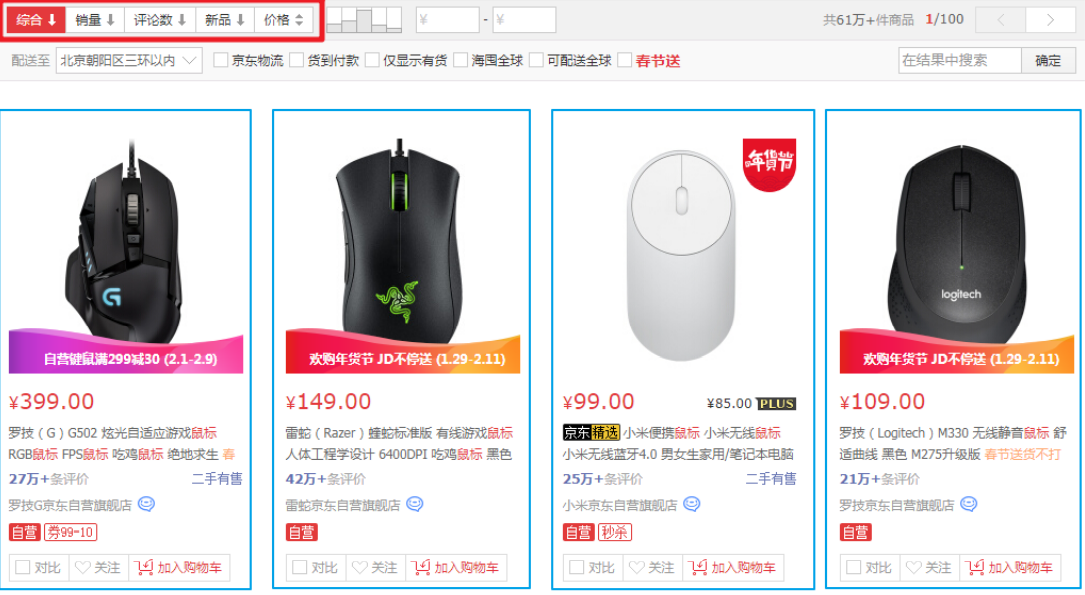 综合 销量 评论数 新品 价格 ¥ - ¥ 共61万+件商品 1/100 < >
配送至 北京朝阳区三环以内 京东物流 货到付款 仅显示有货 海囤全球 可配送全球 春节送 在结果中搜索 确定
G
自营键鼠满299减30 (2.1-2.9)
¥399.00
罗技（G）G502 炫光自适应游戏鼠标
RGB鼠标 FPS鼠标 吃鸡鼠标 绝地求生 春
27万+条评价 二手有售
罗技G京东自营旗舰店
自营 券99-10
对比 关注 加入购物车
欢购年货节 JD不停送 (1.29-2.11)
¥149.00
雷蛇（Razer）蝰蛇标准版 有线游戏鼠标
人体工程学设计 6400DPI 吃鸡鼠标 黑色
42万+条评价
雷蛇京东自营旗舰店
自营
对比 关注 加入购物车
年货节
¥99.00 ¥85.00 PLUS
京东精选 小米便携鼠标 小米无线鼠标
小米无线蓝牙4.0 男女生家用/笔记本电脑
25万+条评价 二手有售
小米京东自营旗舰店
自营 秒杀
对比 关注 加入购物车
logitech
欢购年货节 JD不停送 (1.29-2.11)
¥109.00
罗技（Logitech）M330 无线静音鼠标 舒
适曲线 黑色 M275升级版 春节送货不打
21万+条评价
罗技京东自营旗舰店
自营
对比 关注 加入购物车